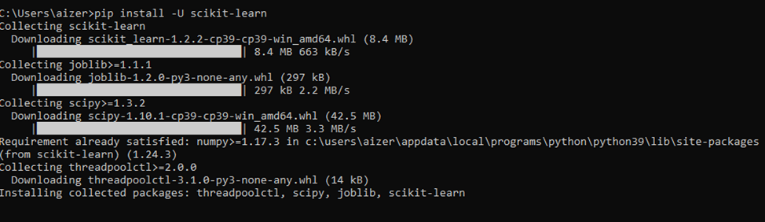 C:\Users\aizer>pip install -U scikit-learn
Collecting scikit-learn
  Downloading scikit_learn-1.2.2-cp39-cp39-win_amd64.whl (8.4 MB)
     |████████████████████████████████| 8.4 MB 663 kB/s
Collecting joblib>=1.1.1
  Downloading joblib-1.2.0-py3-none-any.whl (297 kB)
     |████████████████████████████████| 297 kB 2.2 MB/s
Collecting scipy>=1.3.2
  Downloading scipy-1.10.1-cp39-cp39-win_amd64.whl (42.5 MB)
     |████████████████████████████████| 42.5 MB 3.3 MB/s
Requirement already satisfied: numpy>=1.17.3 in c:\users\aizer\appdata\local\programs\python\python39\lib\site-packages
(from scikit-learn) (1.24.3)
Collecting threadpoolctl>=2.0.0
  Downloading threadpoolctl-3.1.0-py3-none-any.whl (14 kB)
Installing collected packages: threadpoolctl, scipy, joblib, scikit-learn